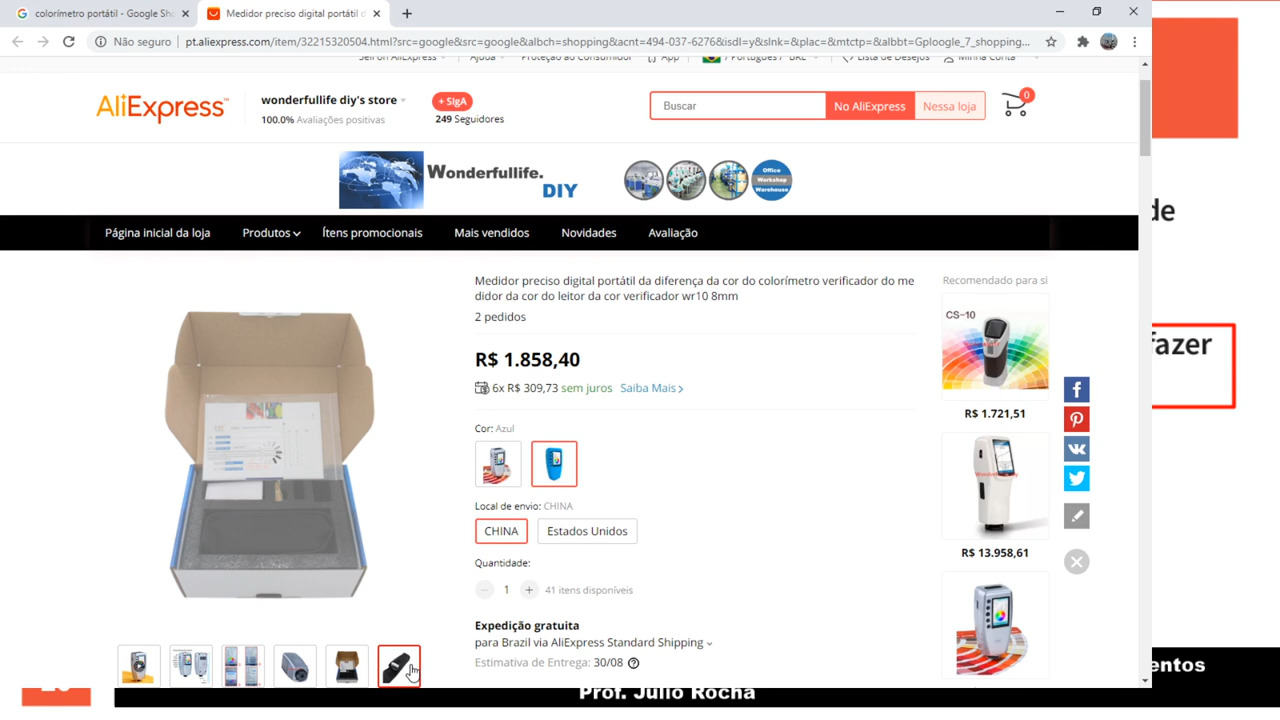 colorímetro portátil - Google Sho
Medidor preciso digital portátil d
Não seguro
pt.aliexpress.com/item/32215320504.html?src=google&src=google&albch=shopping&acnt=494-037-6276&isdl=y&slnk=&plac=&mtctp=&albbt=Gploogle_7_shopping...
Sell on AliExpress
Ajuda
Proteção ao Consumidor
App
/ Português / BRL
Lista de Desejos
Minha Conta
AliExpress™
wonderfullife diy's store
100.0% Avaliações positivas
+ SIgA
249 Seguidores
Buscar
No AliExpress
Nessa loja
0
Wonderfullife.
DIY
Office
Workshop
Warehouse
Página inicial da loja
Produtos
Ítens promocionais
Mais vendidos
Novidades
Avaliação
Medidor preciso digital portátil da diferença da cor do colorímetro verificador do me
didor da cor do leitor da cor verificador wr10 8mm
2 pedidos
R$ 1.858,40
6x R$ 309,73 sem juros Saiba Mais
Cor: Azul
Local de envio: CHINA
CHINA
Estados Unidos
Quantidade:
1
41 itens disponíveis
Expedição gratuita
para Brazil via AliExpress Standard Shipping
Estimativa de Entrega: 30/08
Recomendado para si
CS-10
R$ 1.721,51
R$ 13.958,61
de
fazer
entos
Prof. Julio Rocha